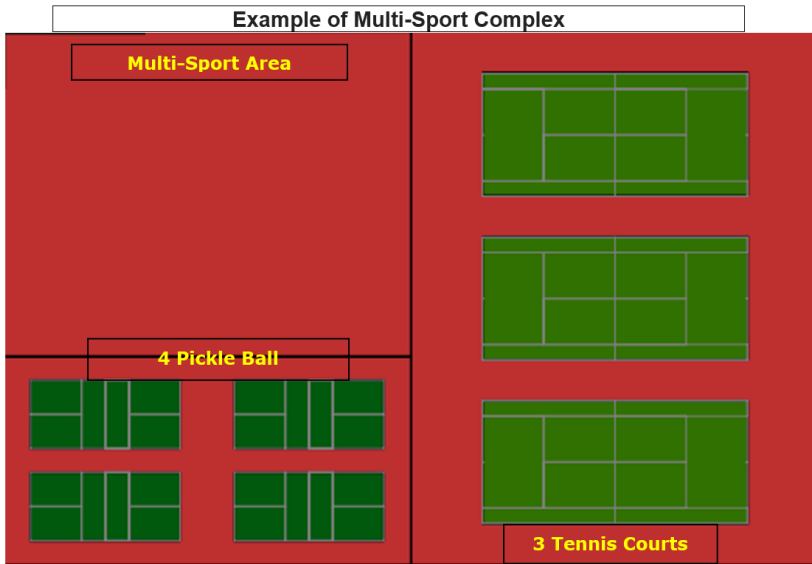 Example of Multi-Sport Complex
Multi-Sport Area
4 Pickle Ball
3 Tennis Courts